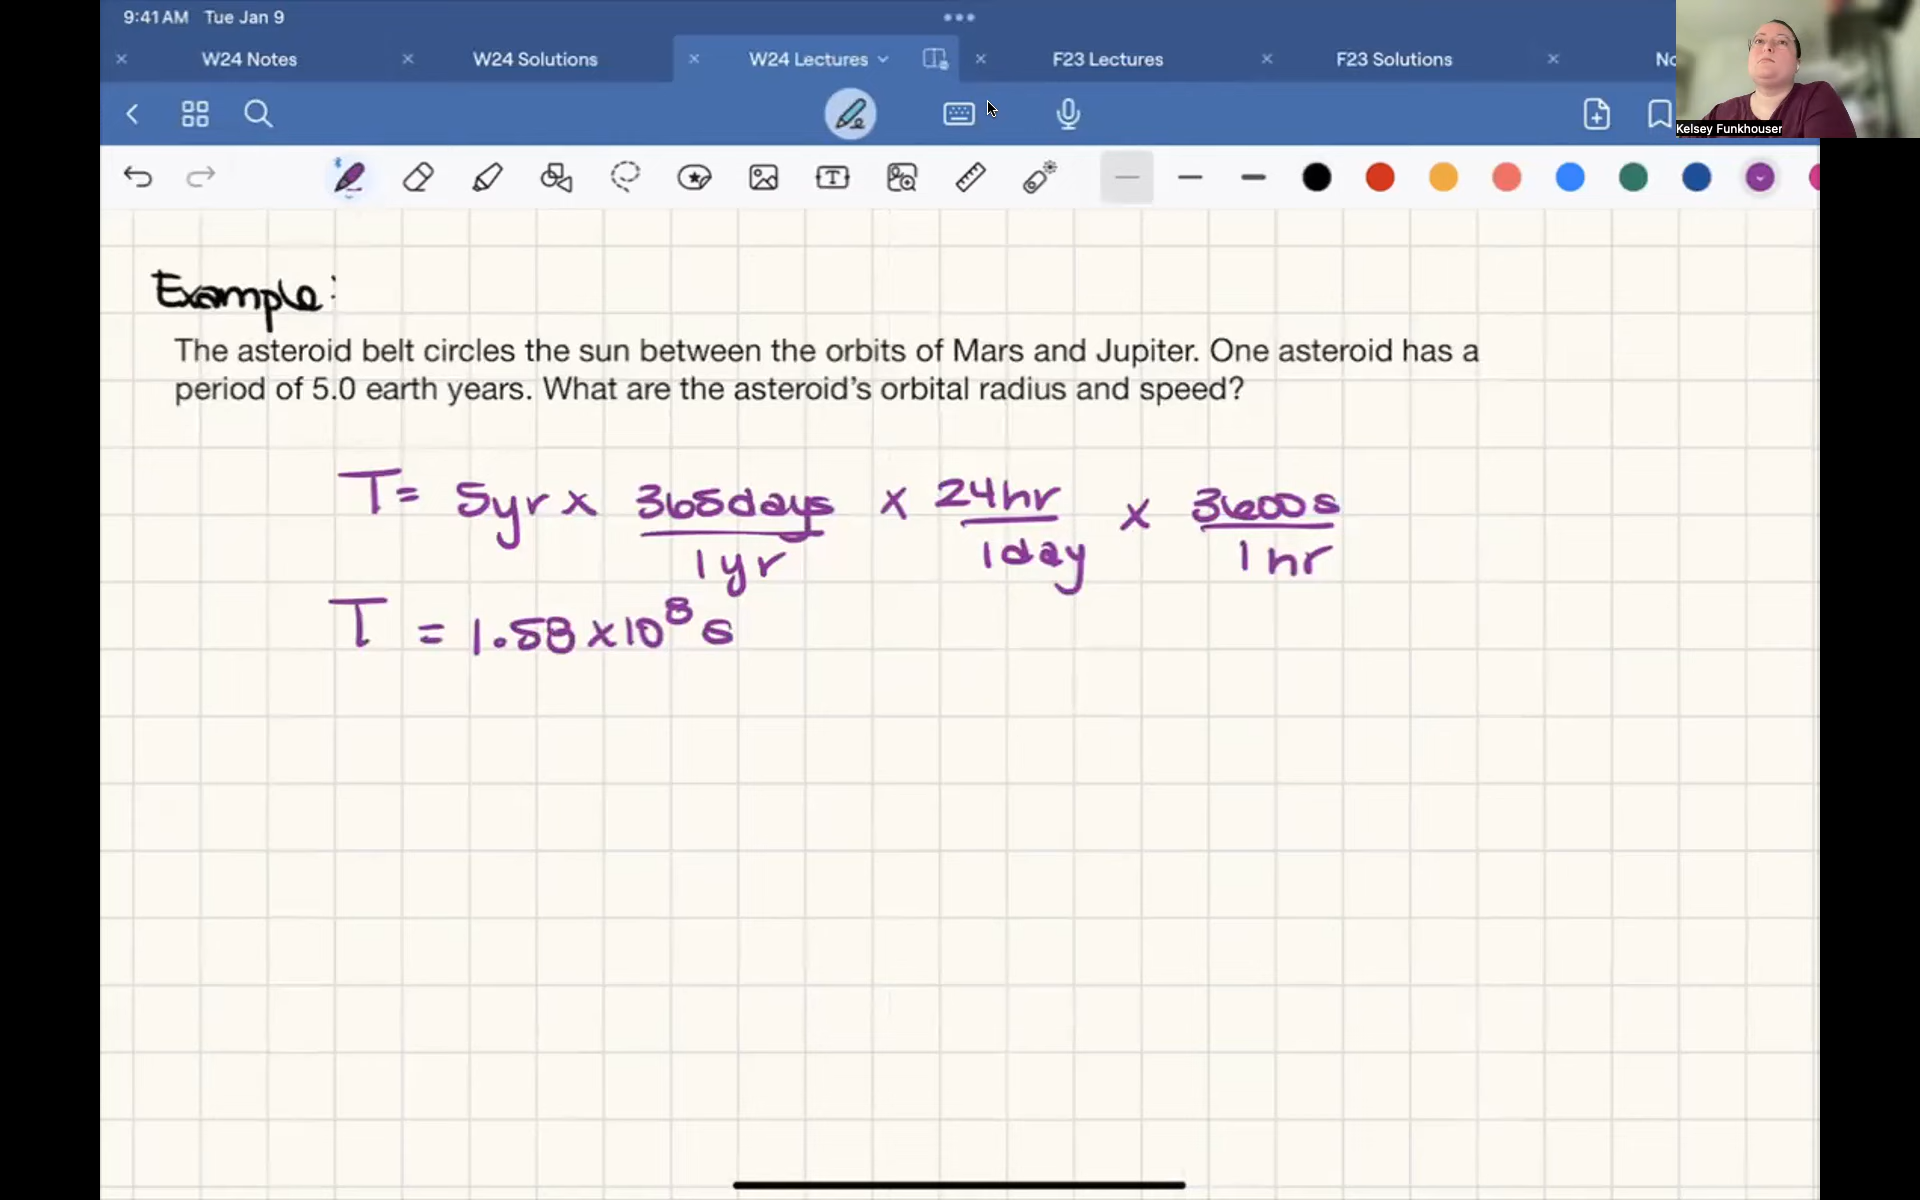 9:41 AM Tue Jan 9
W24 Notes W24 Solutions W24 Lectures F23 Lectures F23 Solutions No
Kelsey Funkhouser
Example:
The asteroid belt circles the sun between the orbits of Mars and Jupiter. One asteroid has a
period of 5.0 earth years. What are the asteroid's orbital radius and speed?
T = 5yr x 365days/1yr x 24hr/1day x 3600s/1hr
T = 1.58 x 10⁸ s